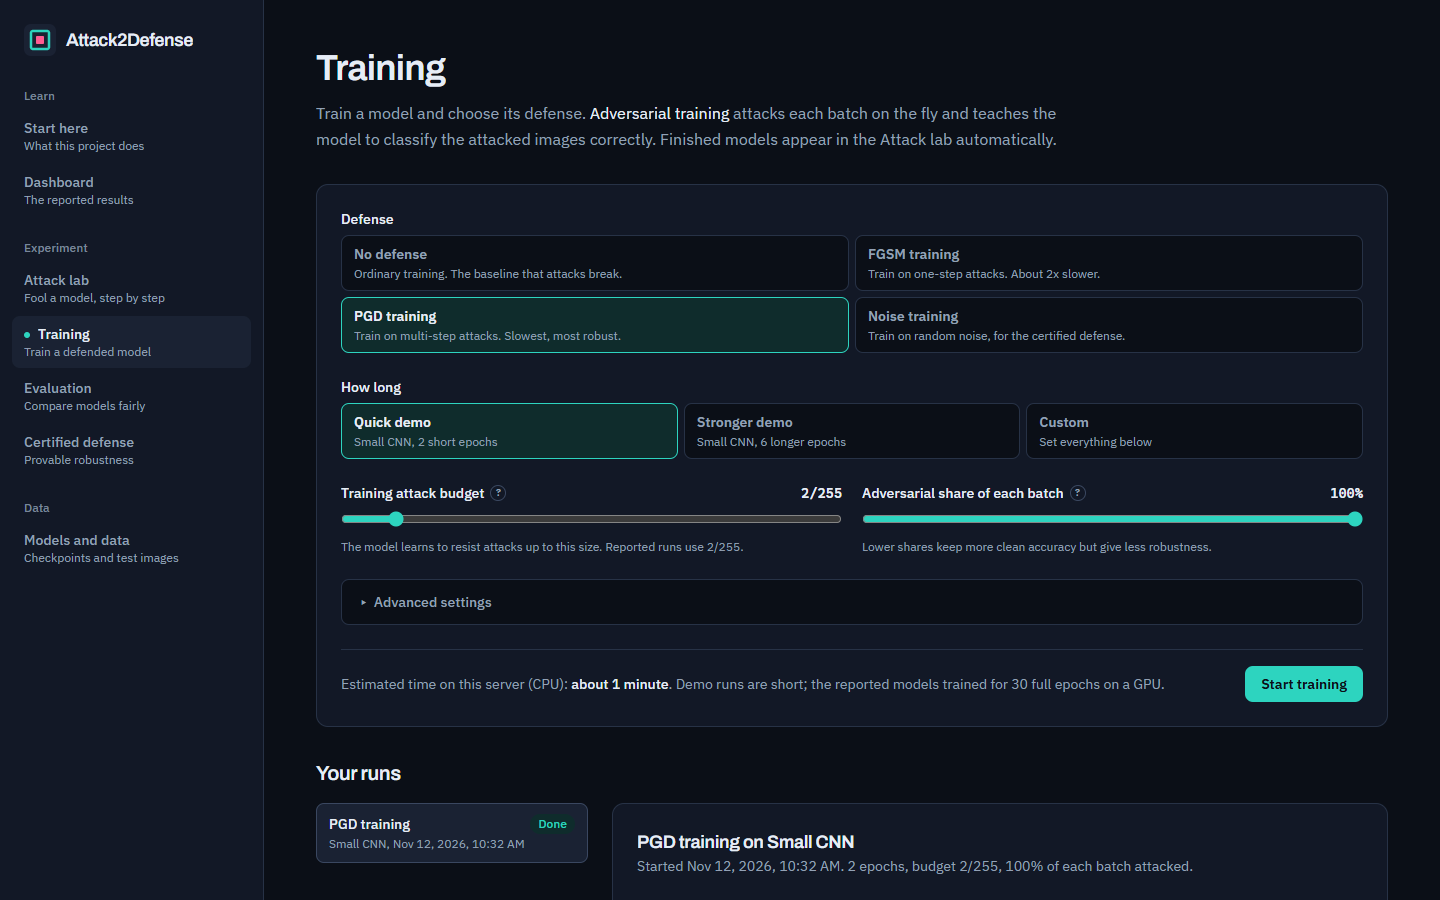 Attack2Defense
Learn
Start here
What this project does
Dashboard
The reported results
Experiment
Attack lab
Fool a model, step by step
Training
Train a defended model
Evaluation
Compare models fairly
Certified defense
Provable robustness
Data
Models and data
Checkpoints and test images
Training
Train a model and choose its defense. Adversarial training attacks each batch on the fly and teaches the
model to classify the attacked images correctly. Finished models appear in the Attack lab automatically.
Defense
No defense
Ordinary training. The baseline that attacks break.
FGSM training
Train on one-step attacks. About 2x slower.
PGD training
Train on multi-step attacks. Slowest, most robust.
Noise training
Train on random noise, for the certified defense.
How long
Quick demo
Small CNN, 2 short epochs
Stronger demo
Small CNN, 6 longer epochs
Custom
Set everything below
Training attack budget ? 2/255
The model learns to resist attacks up to this size. Reported runs use 2/255.
Adversarial share of each batch ? 100%
Lower shares keep more clean accuracy but give less robustness.
▸ Advanced settings
Estimated time on this server (CPU): about 1 minute. Demo runs are short; the reported models trained for 30 full epochs on a GPU.
Start training
Your runs
PGD training Done
Small CNN, Nov 12, 2026, 10:32 AM
PGD training on Small CNN
Started Nov 12, 2026, 10:32 AM. 2 epochs, budget 2/255, 100% of each batch attacked.